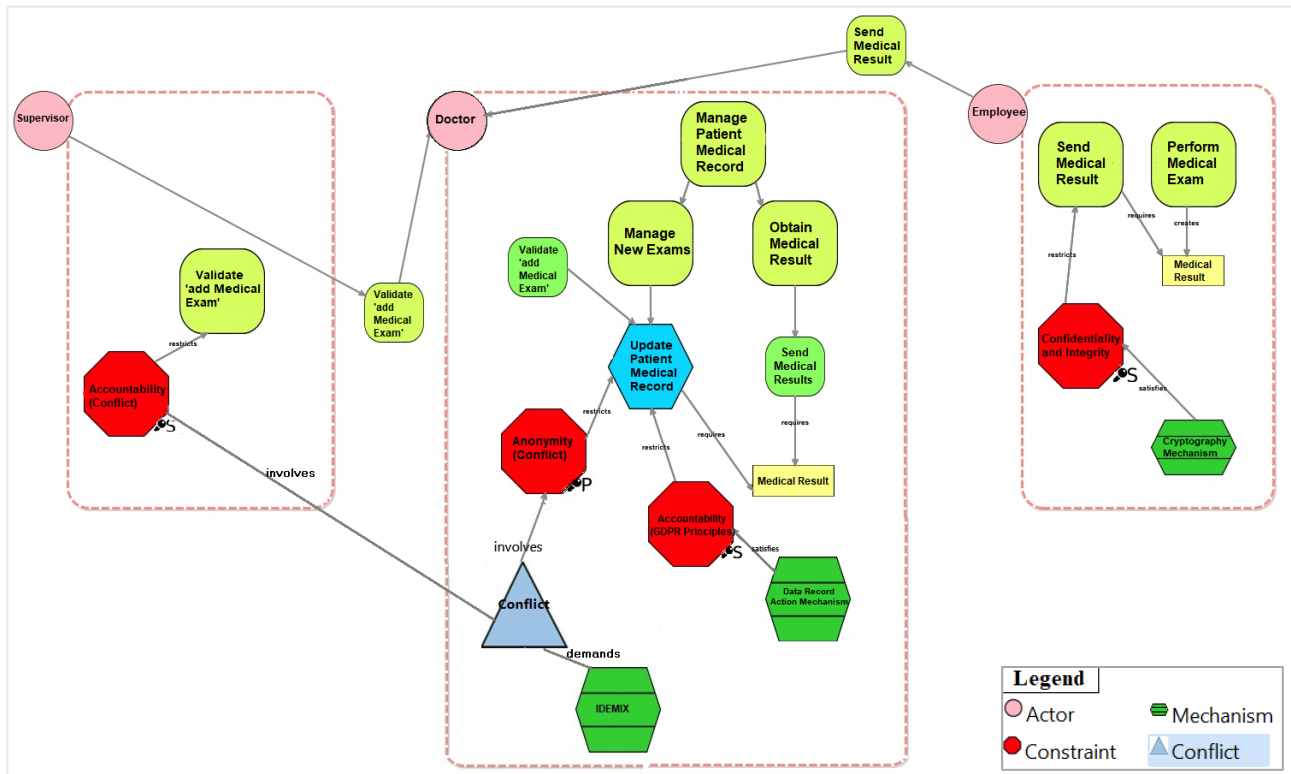 Send
Medical
Result
Supervisor
Doctor
Employee
Manage
Patient
Medical
Record
Send
Medical
Result
Perform
Medical
Exam
requires
creates
Manage
New Exams
Obtain
Medical
Result
Validate
'add
Medical
Exam'
Validate
'add Medical
Exam'
Validate
'add
Medical
Exam'
restricts
Medical
Result
restricts
Update
Patient
Medical
Record
Send
Medical
Results
Confidentiality
and Integrity
S
satisfies
Accountability
(Conflict)
S
restricts
Anonymity
(Conflict)
P
restricts
requires
requires
Cryptography
Mechanism
involves
Medical Result
Accountability
(GDPR Principles)
S
satisfies
involves
Data Record
Action Mechanism
Conflict
demands
IDEMIX
Legend
Actor
Mechanism
Constraint
Conflict